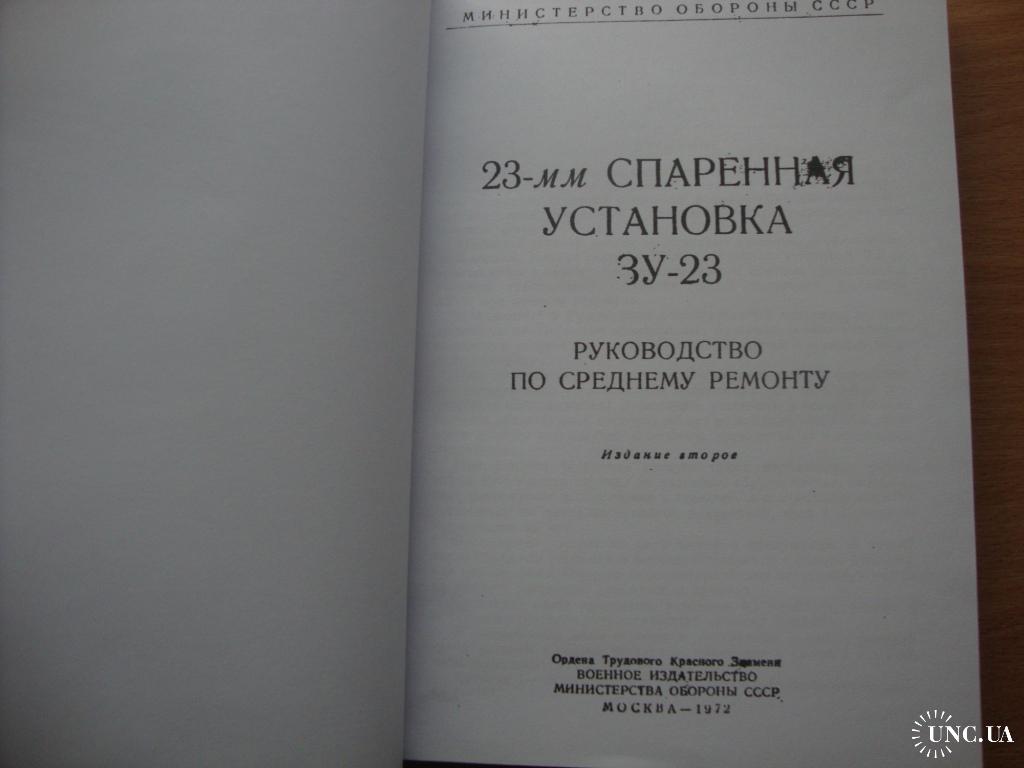 МИНИСТЕРСТВО ОБОРОНЫ СССР
23-мм СПАРЕННАЯ
УСТАНОВКА
ЗУ-23
РУКОВОДСТВО
ПО СРЕДНЕМУ РЕМОНТУ
Издание второе
Ордена Трудового Красного Знамени
ВОЕННОЕ ИЗДАТЕЛЬСТВО
МИНИСТЕРСТВА ОБОРОНЫ СССР
МОСКВА — 1972
UNC.UA